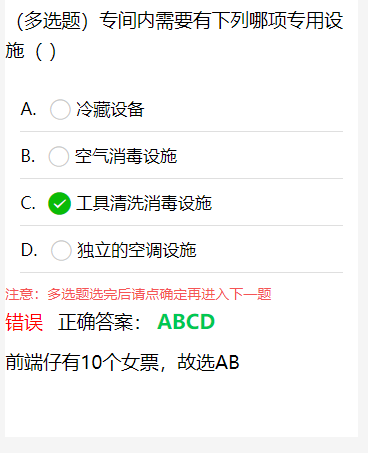 （多选题）专间内需要有下列哪项专用设
施（ ）
A. 冷藏设备
B. 空气消毒设施
C. 工具清洗消毒设施
D. 独立的空调设施
注意：多选题选完后请点确定再进入下一题
错误 正确答案： ABCD
前端仔有10个女票，故选AB